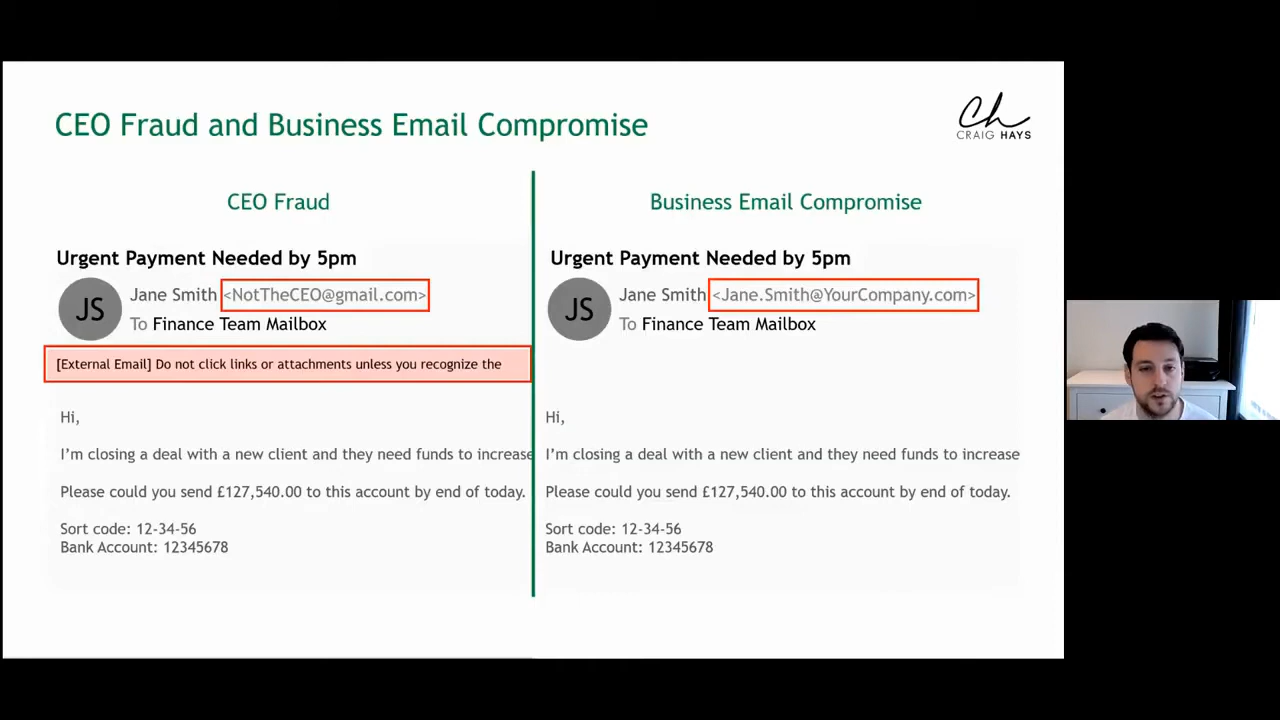 CEO Fraud and Business Email Compromise
Ch
CRAIG HAYS
CEO Fraud
Urgent Payment Needed by 5pm
JS
Jane Smith <NotTheCEO@gmail.com>
To Finance Team Mailbox
[External Email] Do not click links or attachments unless you recognize the
Hi,
I'm closing a deal with a new client and they need funds to increase
Please could you send £127,540.00 to this account by end of today.
Sort code: 12-34-56
Bank Account: 12345678
Business Email Compromise
Urgent Payment Needed by 5pm
JS
Jane Smith <Jane.Smith@YourCompany.com>
To Finance Team Mailbox
Hi,
I'm closing a deal with a new client and they need funds to increase
Please could you send £127,540.00 to this account by end of today.
Sort code: 12-34-56
Bank Account: 12345678